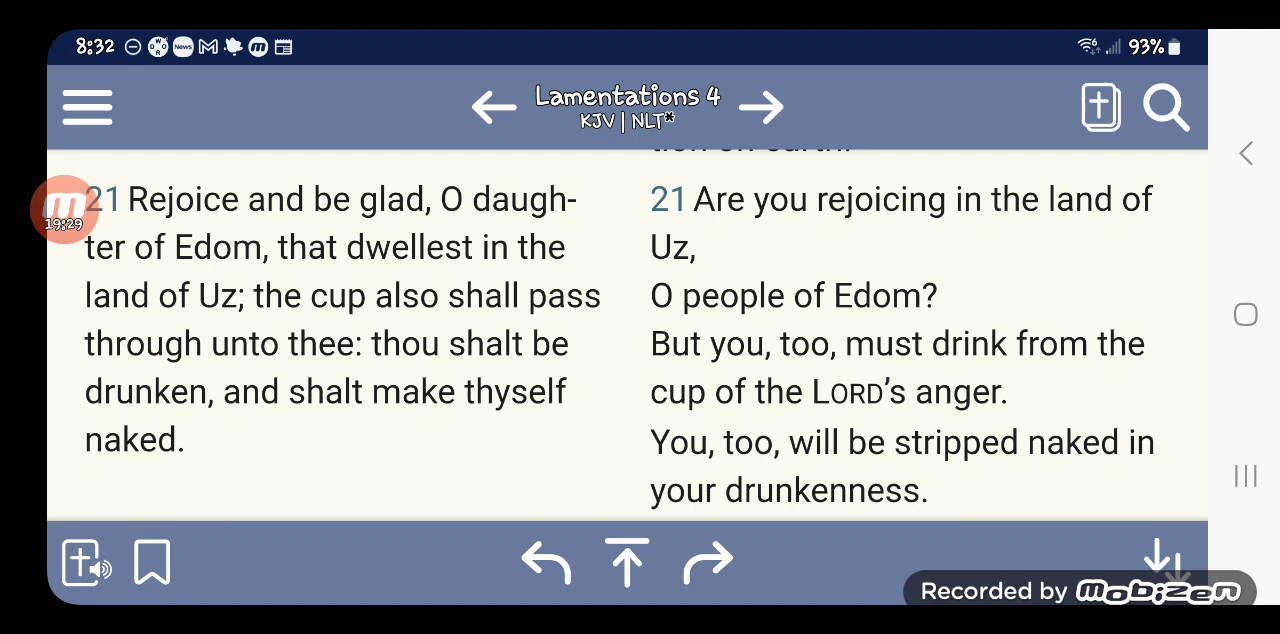 8:32
News
93%
Lamentations 4
KJV | NLT*
tion on earth.
21 Rejoice and be glad, O daugh-
ter of Edom, that dwellest in the
land of Uz; the cup also shall pass
through unto thee: thou shalt be
drunken, and shalt make thyself
naked.
21 Are you rejoicing in the land of
Uz,
O people of Edom?
But you, too, must drink from the
cup of the LORD’s anger.
You, too, will be stripped naked in
your drunkenness.
m
19:29
Recorded by mobizen